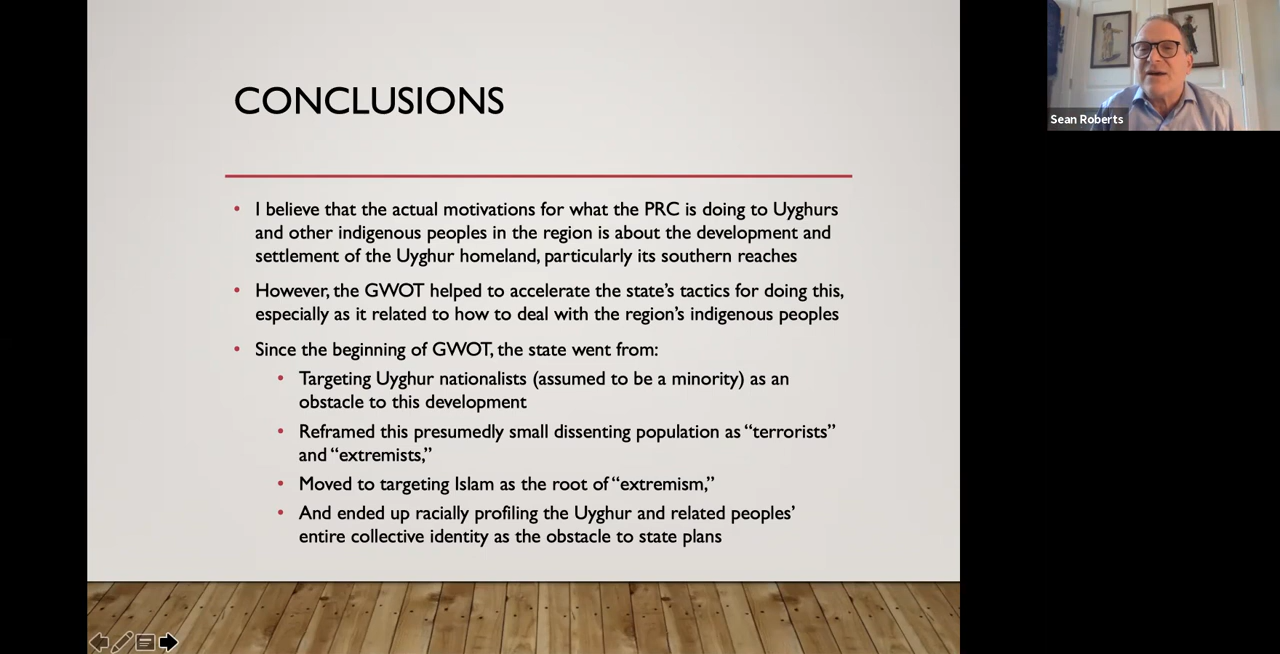 CONCLUSIONS
• I believe that the actual motivations for what the PRC is doing to Uyghurs
and other indigenous peoples in the region is about the development and
settlement of the Uyghur homeland, particularly its southern reaches
• However, the GWOT helped to accelerate the state’s tactics for doing this,
especially as it related to how to deal with the region’s indigenous peoples
• Since the beginning of GWOT, the state went from:
• Targeting Uyghur nationalists (assumed to be a minority) as an
obstacle to this development
• Reframed this presumedly small dissenting population as “terrorists”
and “extremists,”
• Moved to targeting Islam as the root of “extremism,”
• And ended up racially profiling the Uyghur and related peoples’
entire collective identity as the obstacle to state plans
Sean Roberts